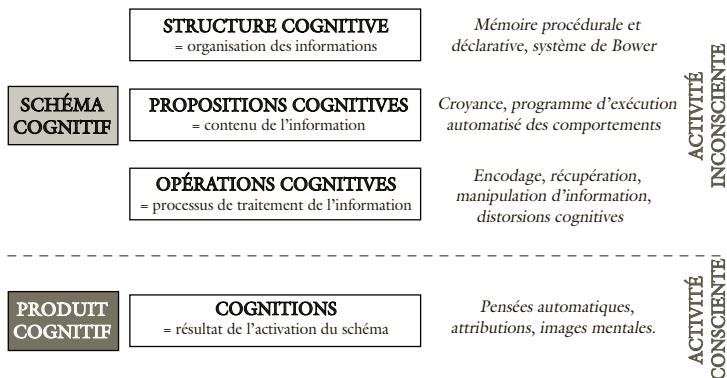 STRUCTURE COGNITIVE
= organisation des informations
Mémoire procédurale et
déclarative, système de Bower
SCHÉMA
COGNITIF
PROPOSITIONS COGNITIVES
= contenu de l'information
Croyance, programme d'exécution
automatisé des comportements
OPÉRATIONS COGNITIVES
= processus de traitement de l'information
Encodage, récupération,
manipulation d'information,
distorsions cognitives
ACTIVITÉ
INCONSCIENTE
PRODUIT
COGNITIF
COGNITIONS
= résultat de l'activation du schéma
Pensées automatiques,
attributions, images mentales.
ACTIVITÉ
CONSCIENTE